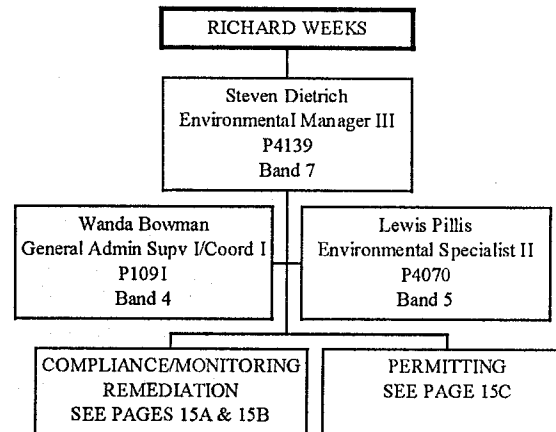 RICHARD WEEKS
Steven Dietrich
Environmental Manager III
P4139
Band 7
Wanda Bowman
General Admin Supv I/Coord I
P1091
Band 4
Lewis Pillis
Environmental Specialist II
P4070
Band 5
COMPLIANCE/MONITORING
REMEDIATION
SEE PAGES 15A & 15B
PERMITTING
SEE PAGE 15C